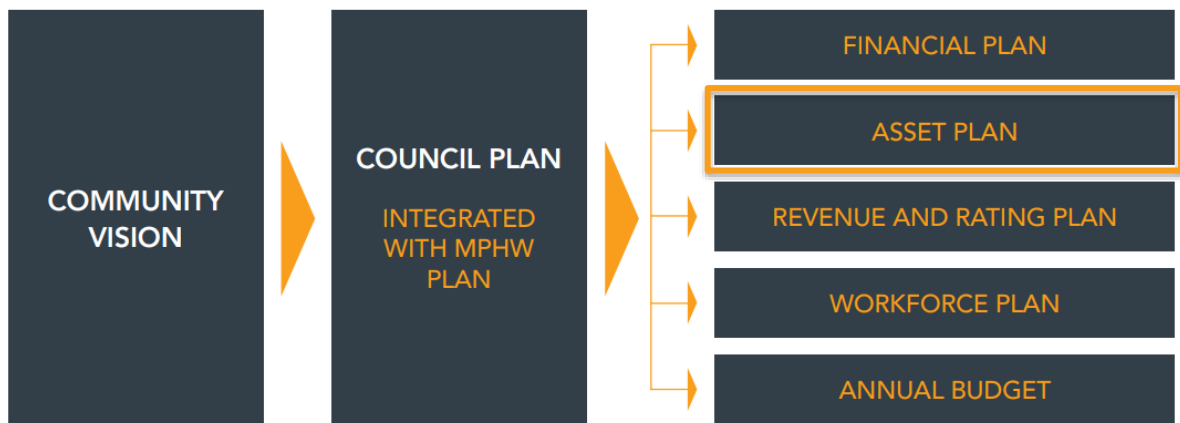 COMMUNITY
VISION
COUNCIL PLAN
INTEGRATED
WITH MPHW
PLAN
FINANCIAL PLAN
ASSET PLAN
REVENUE AND RATING PLAN
WORKFORCE PLAN
ANNUAL BUDGET